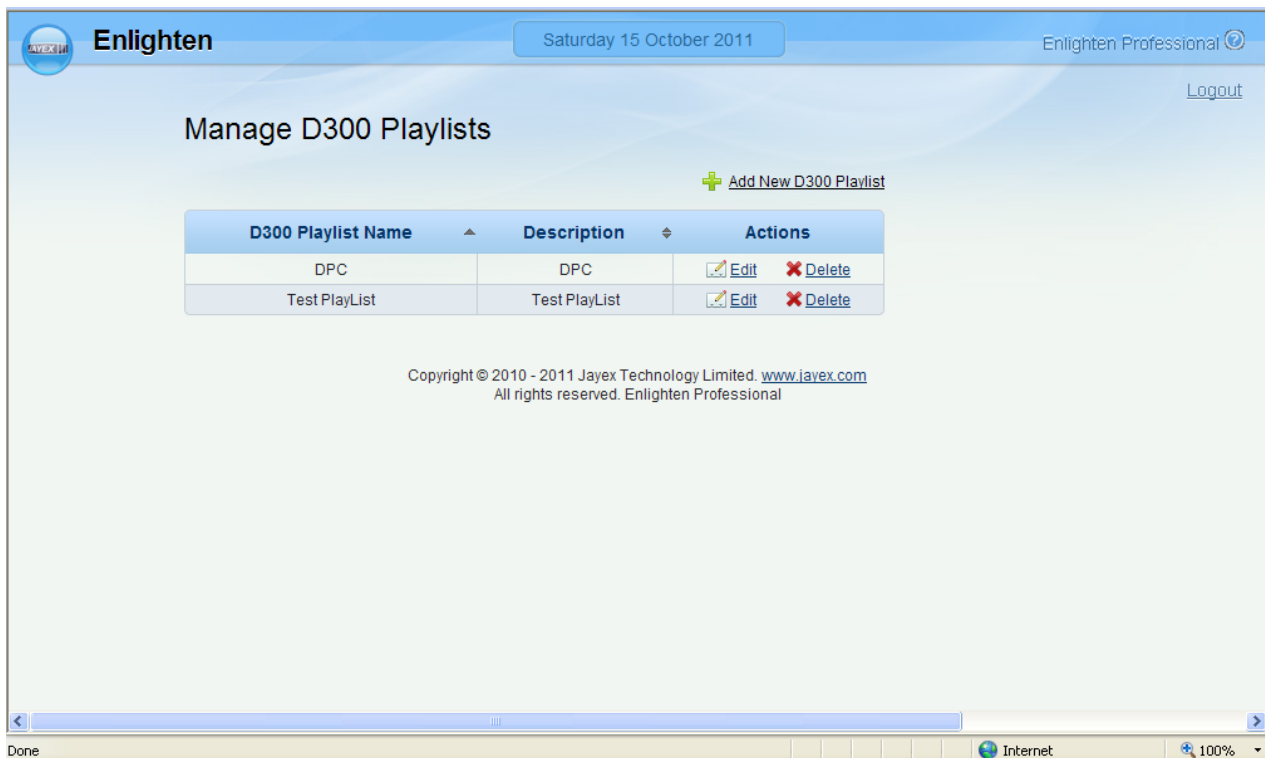 JAYEX
Enlighten
Saturday 15 October 2011
Enlighten Professional
Logout
Manage D300 Playlists
Add New D300 Playlist
D300 Playlist Name Description Actions
DPC DPC Edit Delete
Test PlayList Test PlayList Edit Delete
Copyright © 2010 - 2011 Jayex Technology Limited. www.jayex.com
All rights reserved. Enlighten Professional
Done Internet 100%